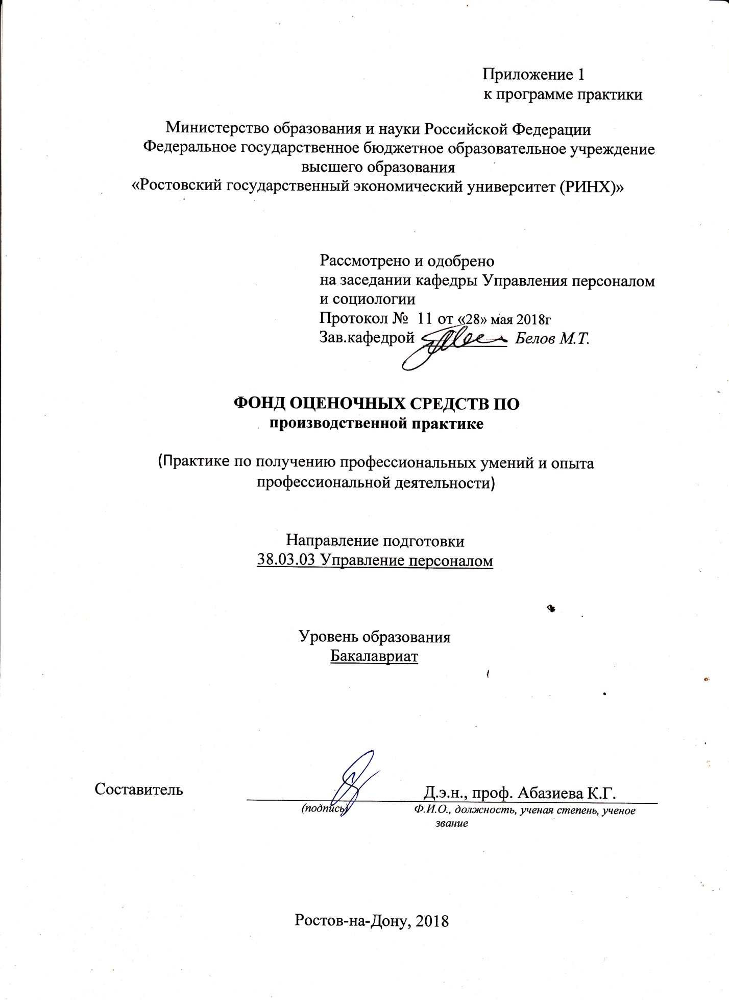 Приложение 1
к программе практики
Министерство образования и науки Российской Федерации
Федеральное государственное бюджетное образовательное учреждение
высшего образования
«Ростовский государственный экономический университет (РИНХ)»
Рассмотрено и одобрено
на заседании кафедры Управления персоналом
и социологии
Протокол № 11 от «28» мая 2018г
Зав.кафедрой Белов М.Т.
ФОНД ОЦЕНОЧНЫХ СРЕДСТВ ПО
производственной практике
(Практике по получению профессиональных умений и опыта
профессиональной деятельности)
Направление подготовки
38.03.03 Управление персоналом
Уровень образования
Бакалавриат
Составитель Д.э.н., проф. Абазиева К.Г.
(подпись) Ф.И.О., должность, ученая степень, ученое
звание
Ростов-на-Дону, 2018